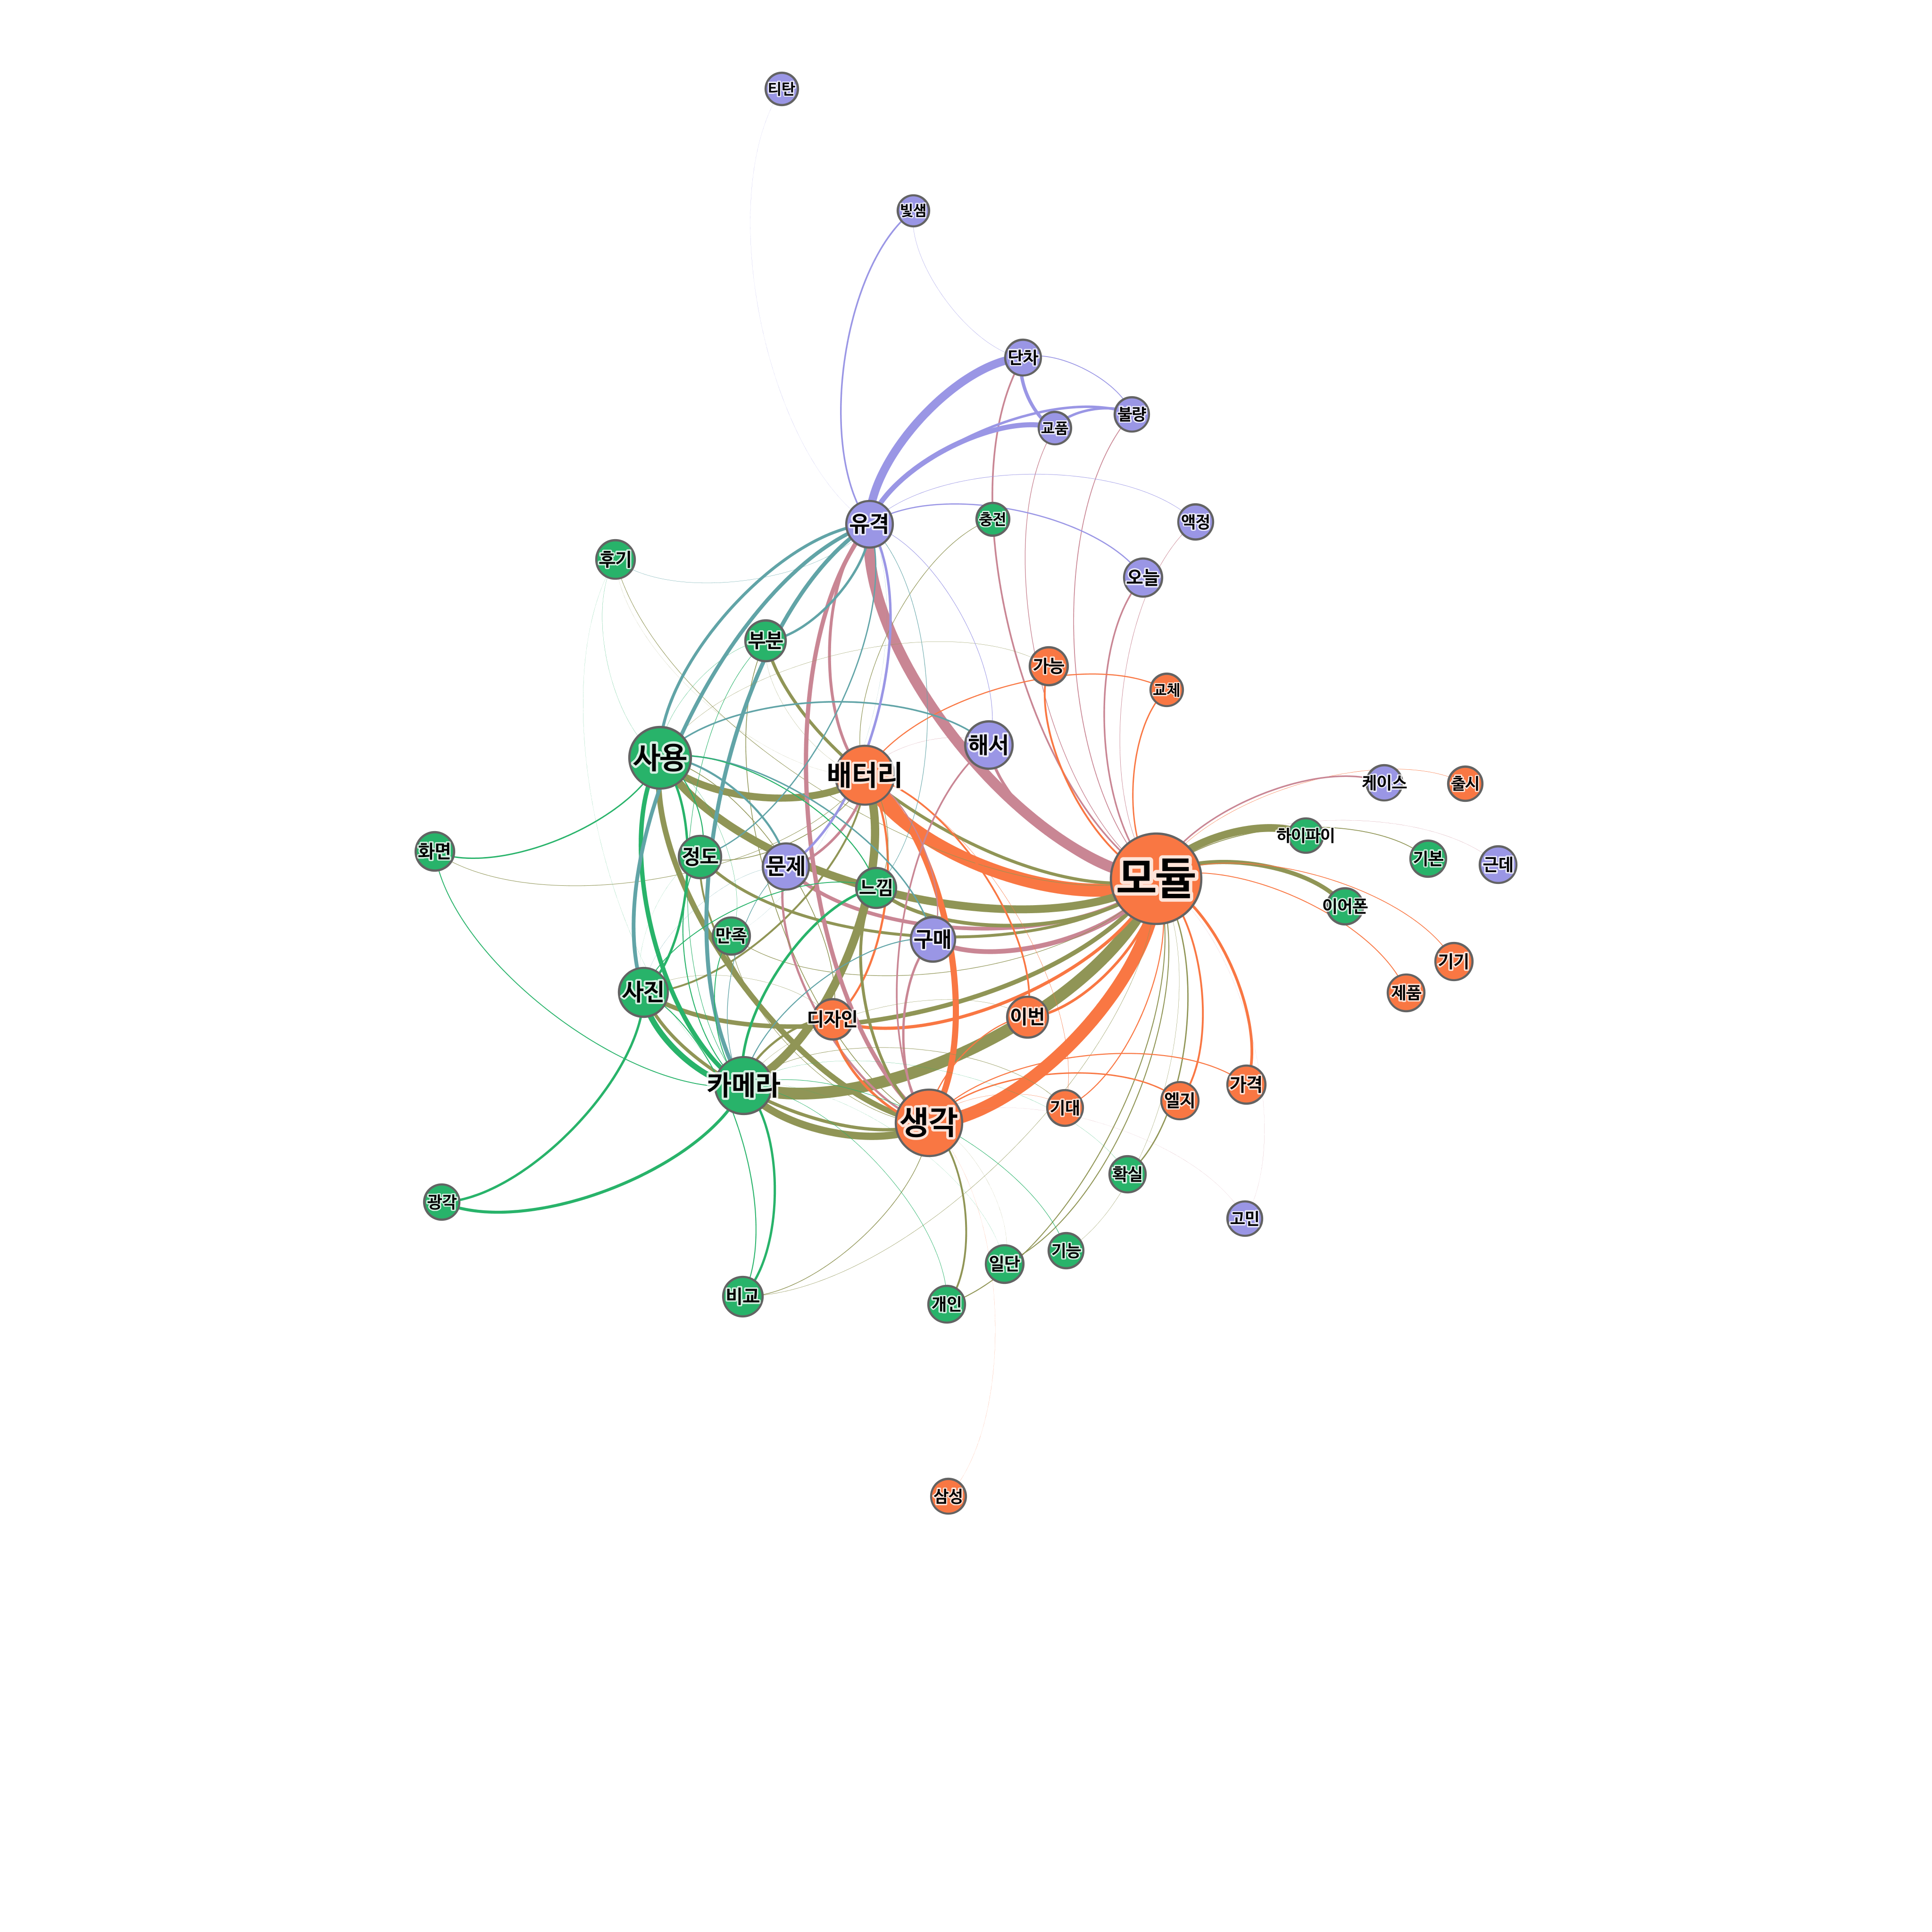 티탄
빛샘
단차
불량
교품
충전
액정
유격
후기
오늘
부분
가능
교체
해서
사용
배터리
케이스
출시
하이파이
화면
정도
문제
기본
근데
모듈
느낌
이어폰
만족
구매
기기
사진
제품
디자인
이번
카메라
가격
엘지
기대
생각
확실
광각
고민
기능
일단
비교
개인
삼성